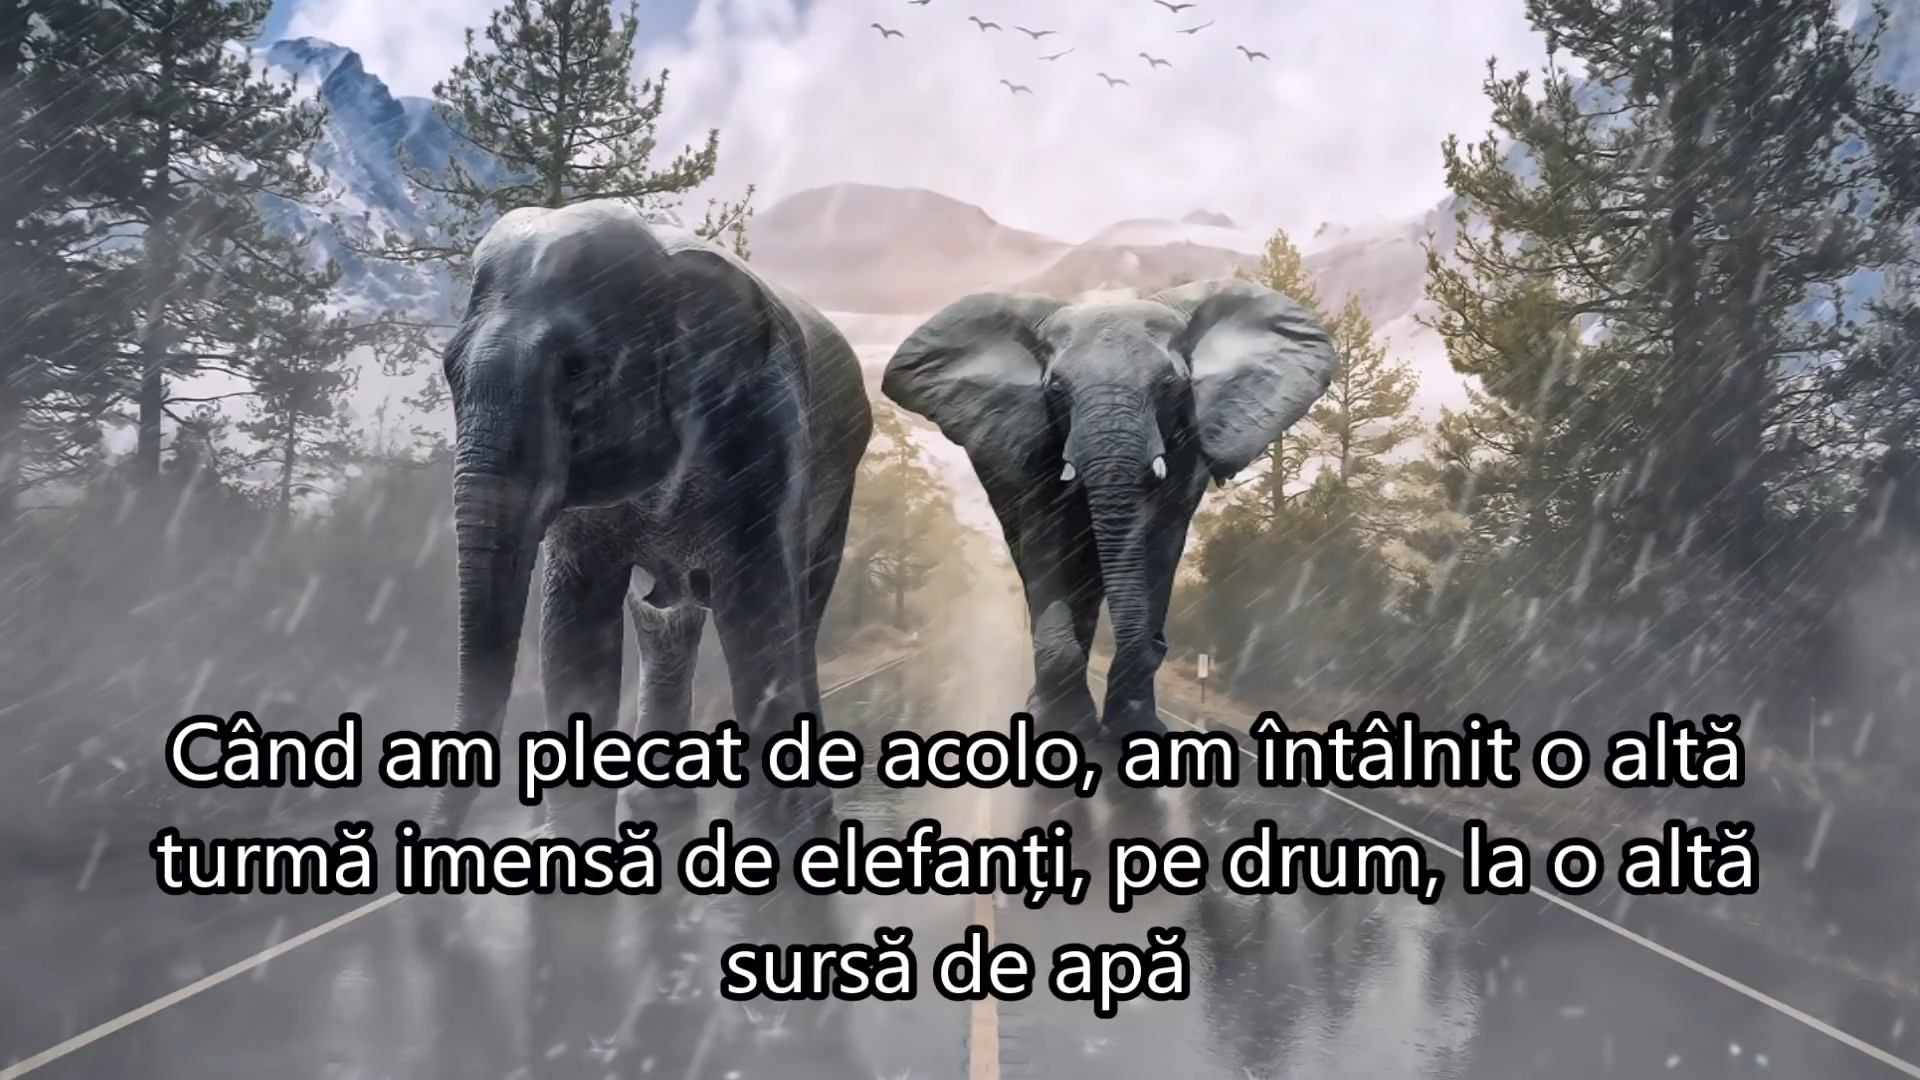 Când am plecat de acolo, am întâlnit o altă
turmă imensă de elefanți, pe drum, la o altă
sursă de apă